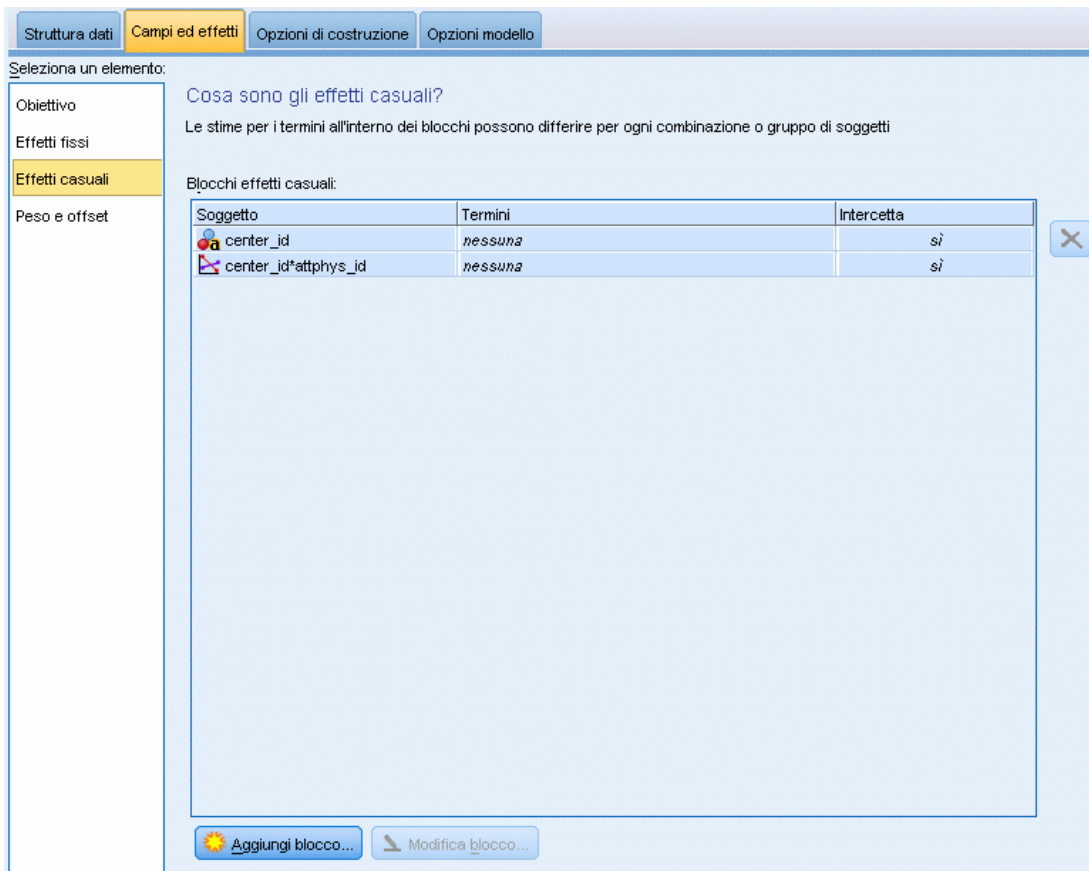 Struttura dati Campi ed effetti Opzioni di costruzione Opzioni modello
Seleziona un elemento:
Obiettivo
Effetti fissi
Effetti casuali
Peso e offset
Cosa sono gli effetti casuali?
Le stime per i termini all'interno dei blocchi possono differire per ogni combinazione o gruppo di soggetti
Blocchi effetti casuali:
Soggetto Termini Intercetta
a center_id nessuna sì
center_id*attphys_id nessuna sì
Aggiungi blocco... Modifica blocco...